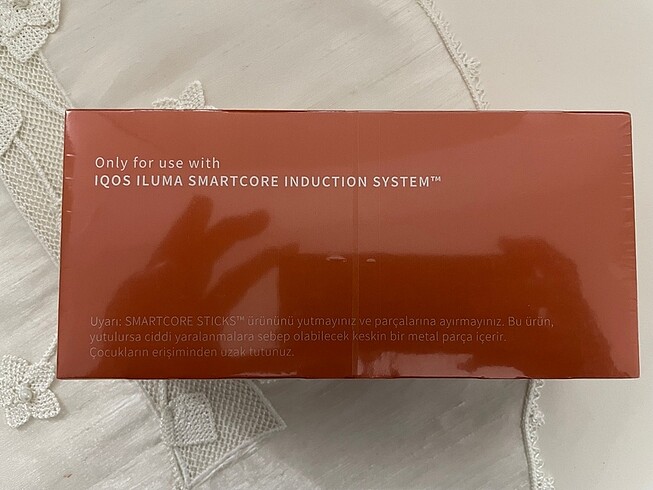 Only for use with
IQOS ILUMA SMARTCORE INDUCTION SYSTEM™
Uyarı: SMARTCORE STICKS™ ürününü yutmayınız ve parçalarına ayırmayınız. Bu ürün,
yutulursa ciddi yaralanmalara sebep olabilecek keskin bir metal parça içerir.
Çocukların erişiminden uzak tutunuz.